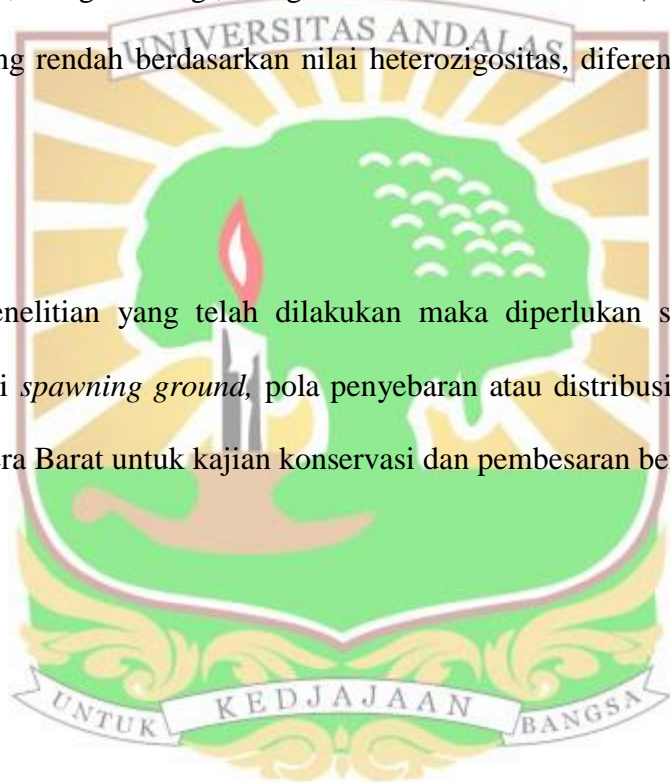 UNIVERSITAS ANDALAS
ng rendah berdasarkan nilai heterozigositas, diferen
enelitian yang telah dilakukan maka diperlukan s
i spawning ground, pola penyebaran atau distribusi
era Barat untuk kajian konservasi dan pembesaran be
UNTUK KEDJAJAAN BANGSA